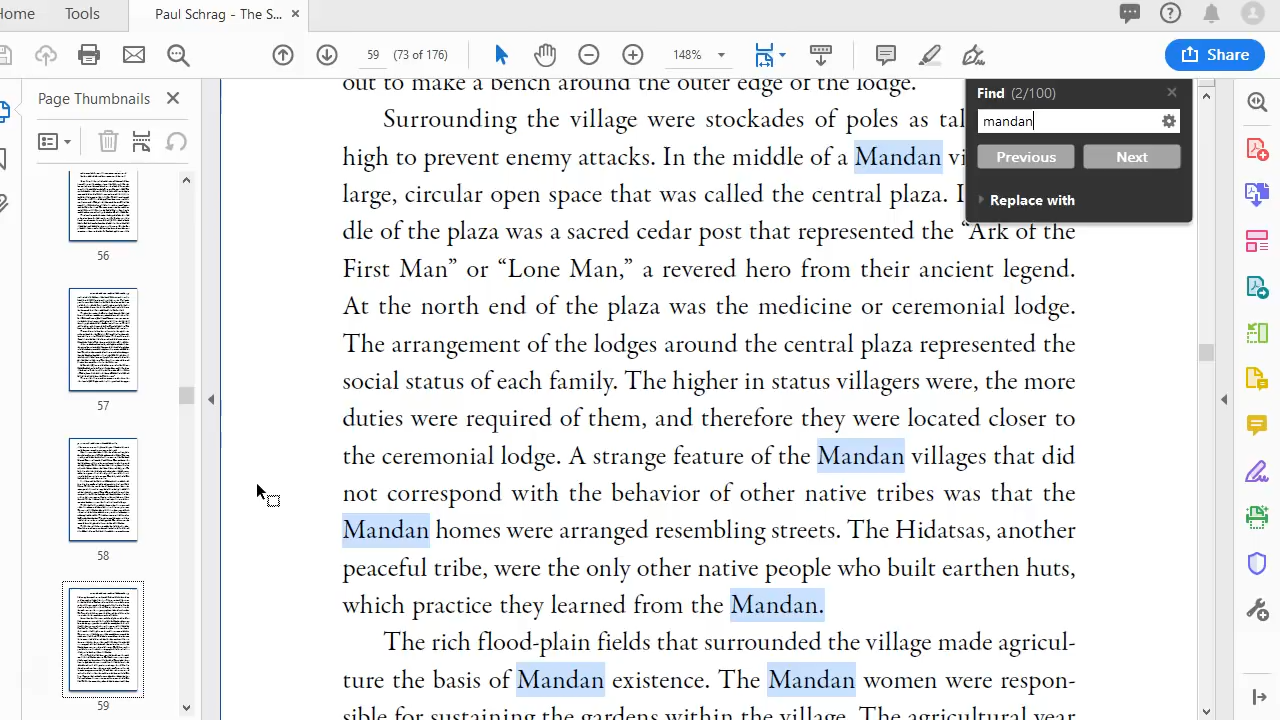 Home
Tools
Paul Schrag - The S...
59 (73 of 176)
148%
Share
Page Thumbnails
56
57
58
59
Find (2/100)
mandan
Previous
Next
Replace with
out to make a bench around the outer edge of the lodge.
Surrounding the village were stockades of poles as
high to prevent enemy attacks. In the middle of a Mandan
large, circular open space that was called the central plaza.
dle of the plaza was a sacred cedar post that represented the “Ark of the
First Man” or “Lone Man,” a revered hero from their ancient legend.
At the north end of the plaza was the medicine or ceremonial lodge.
The arrangement of the lodges around the central plaza represented the
social status of each family. The higher in status villagers were, the more
duties were required of them, and therefore they were located closer to
the ceremonial lodge. A strange feature of the Mandan villages that did
not correspond with the behavior of other native tribes was that the
Mandan homes were arranged resembling streets. The Hidatsas, another
peaceful tribe, were the only other native people who built earthen huts,
which practice they learned from the Mandan.
The rich flood-plain fields that surrounded the village made agricul-
ture the basis of Mandan existence. The Mandan women were respon-
sible for sustaining the gardens within the village. The agricultural year